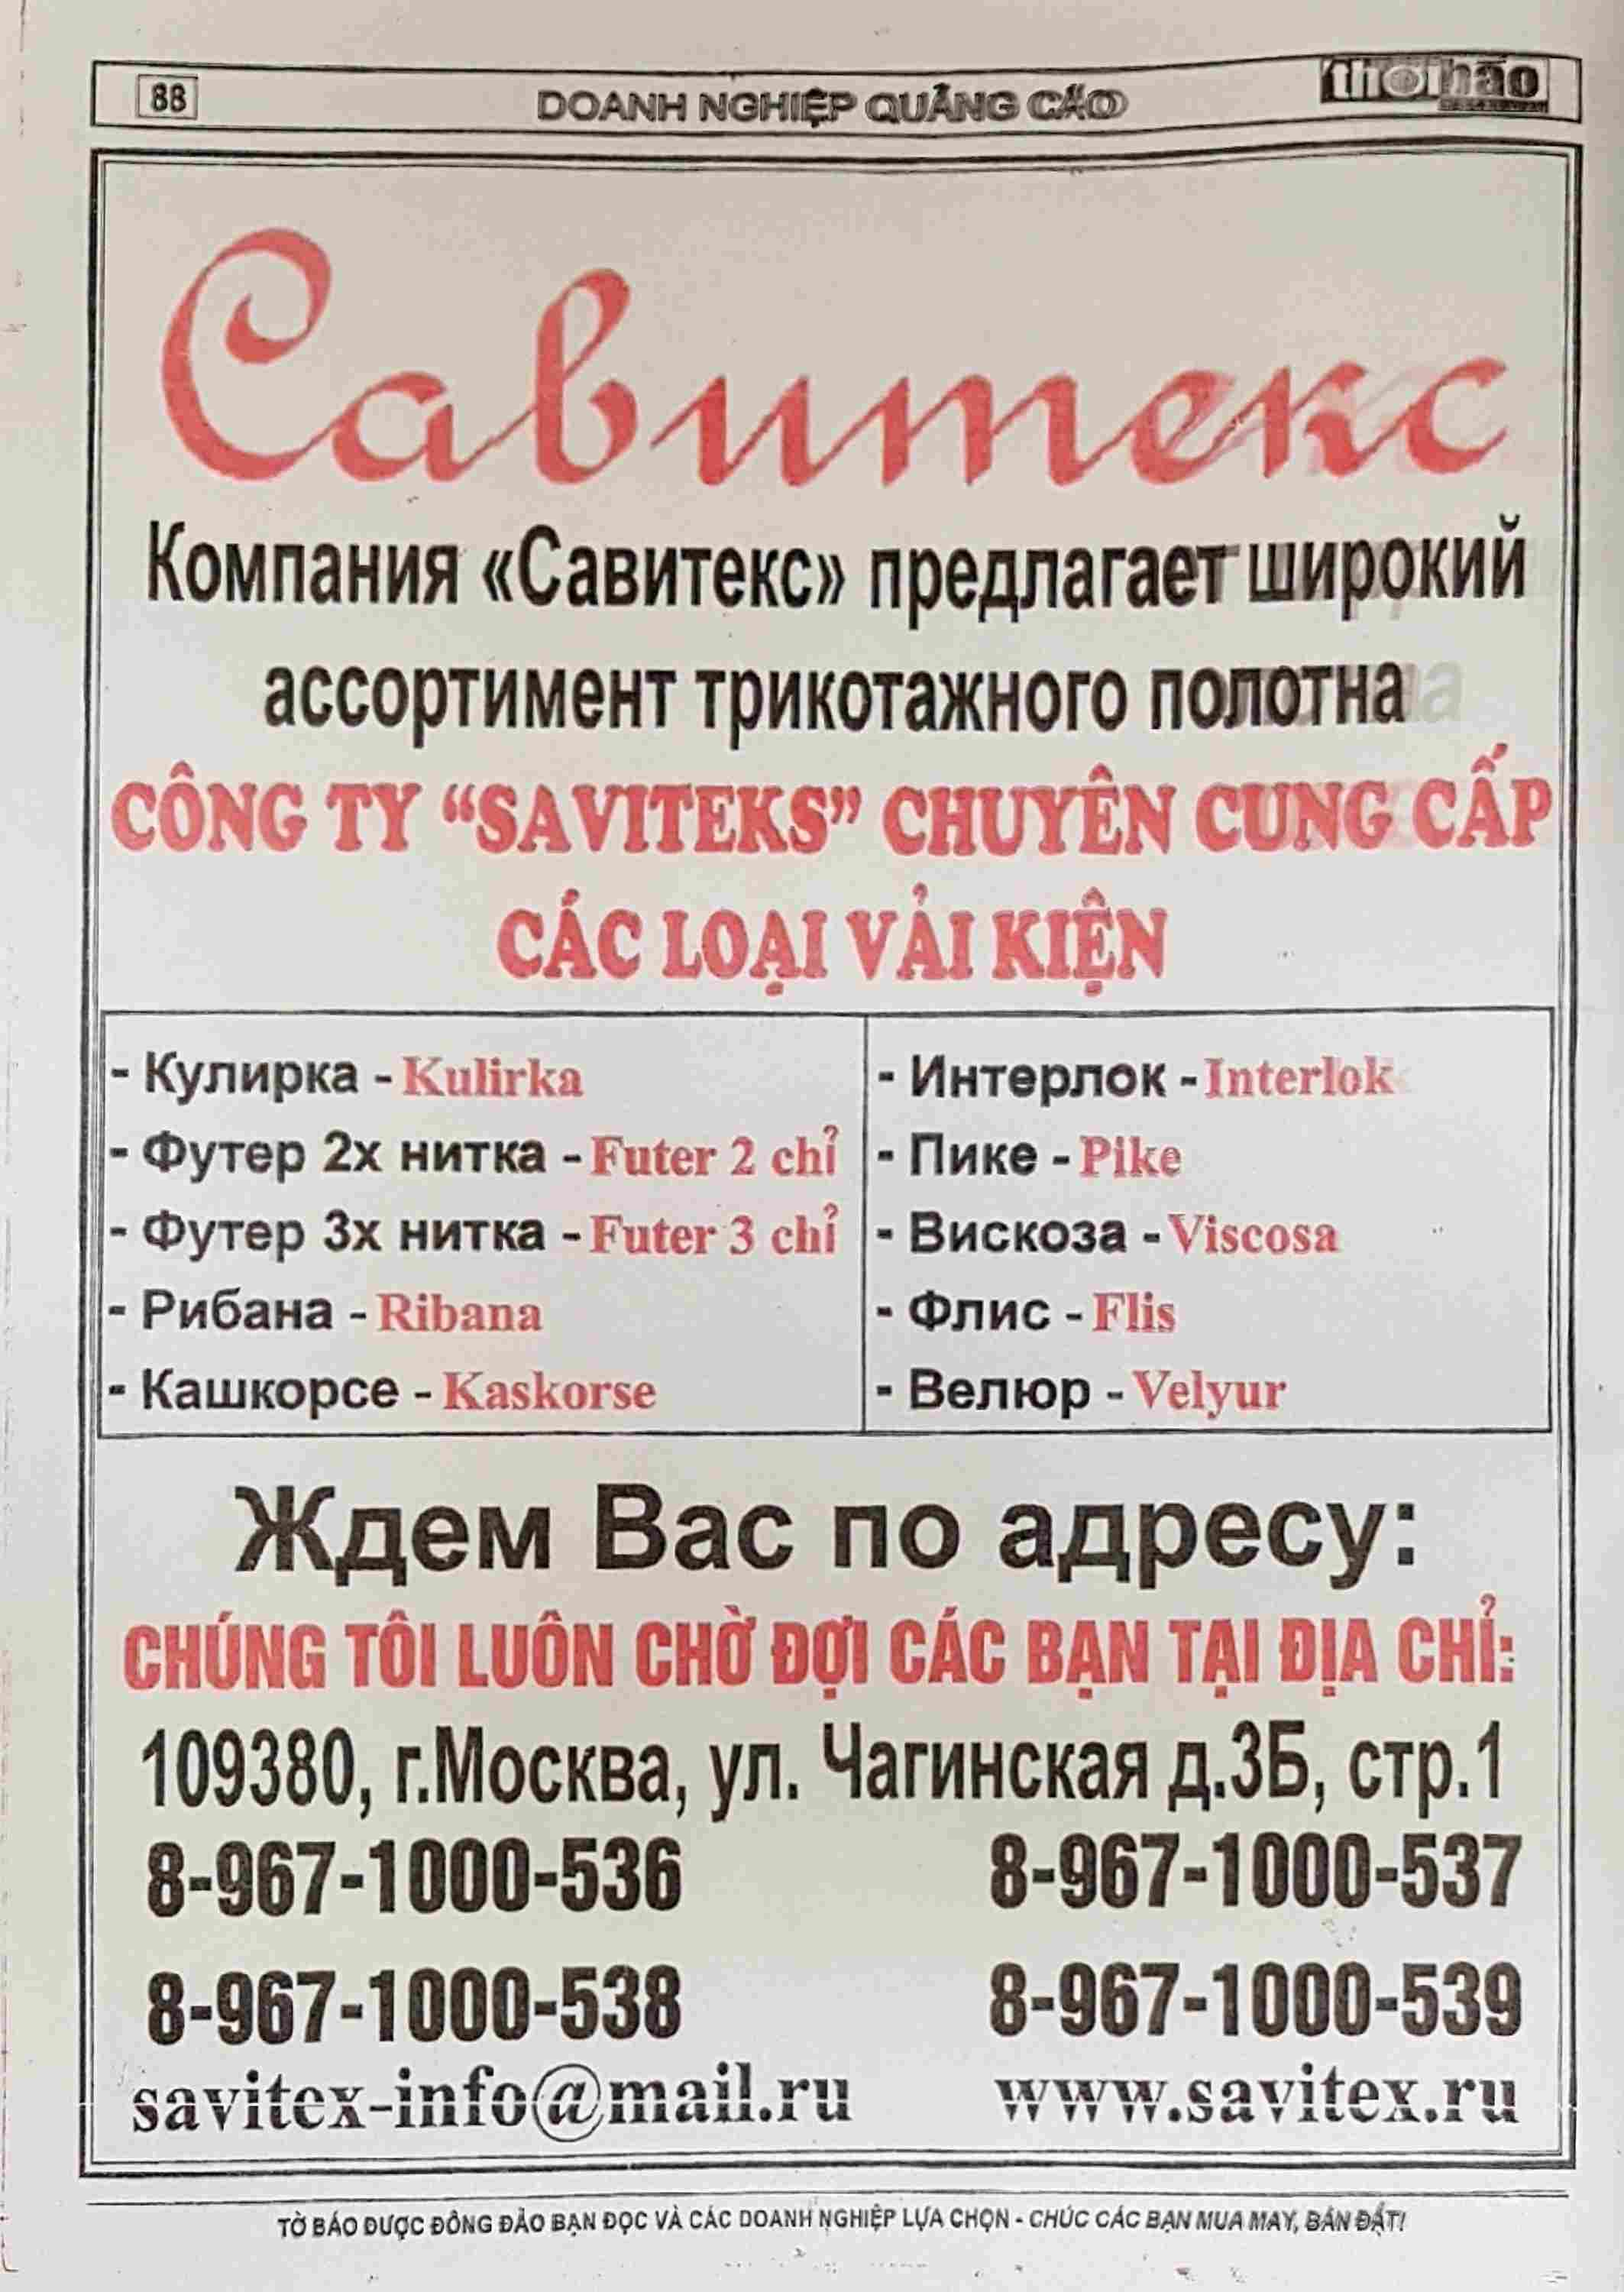 88
DOANH NGHIỆP QUẢNG CÁO
thời báo
Савитекс
Компания «Савитекс» предлагает широкий
ассортимент трикотажного полотна
CÔNG TY “SAVITEKS” CHUYÊN CUNG CẤP
CÁC LOẠI VẢI KIỆN
- Кулирка - Kulirka
- Футер 2х нитка - Futer 2 chỉ
- Футер 3х нитка - Futer 3 chỉ
- Рибана - Ribana
- Кашкорсе - Kaskorse
- Интерлок - Interlok
- Пике - Pike
- Вискоза - Viscosa
- Флис - Flis
- Велюр - Velyur
Ждем Вас по адресу:
CHÚNG TÔI LUÔN CHỜ ĐỢI CÁC BẠN TẠI ĐỊA CHỈ:
109380, г.Москва, ул. Чагинская д.3Б, стр.1
8-967-1000-536 8-967-1000-537
8-967-1000-538 8-967-1000-539
savitex-info@mail.ru www.savitex.ru
TỜ BÁO ĐƯỢC ĐÔNG ĐẢO BẠN ĐỌC VÀ CÁC DOANH NGHIỆP LỰA CHỌN - CHÚC CÁC BẠN MUA MAY, BÁN ĐẮT!